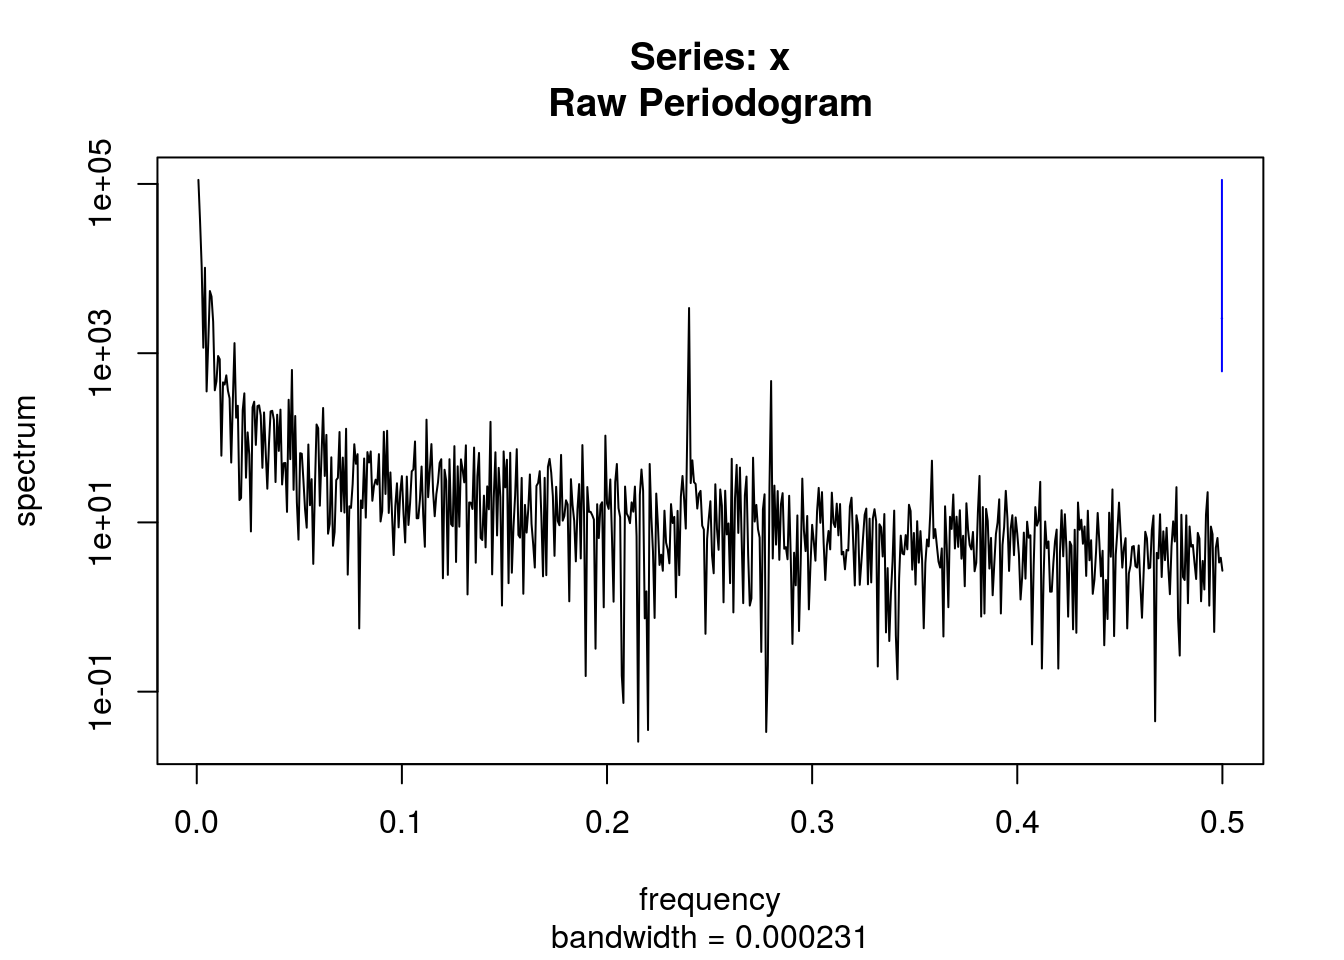 Series: x
Raw Periodogram
spectrum
1e+05
1e+03
1e+01
1e-01
0.0 0.1 0.2 0.3 0.4 0.5
frequency
bandwidth = 0.000231